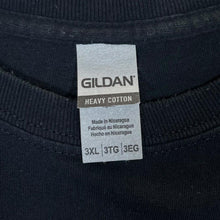 GILDAN
HEAVY COTTON
Made in Nicaragua
Fabriqué au Nicaragua
Hecho en Nicaragua
3XL | 3TG | 3EG